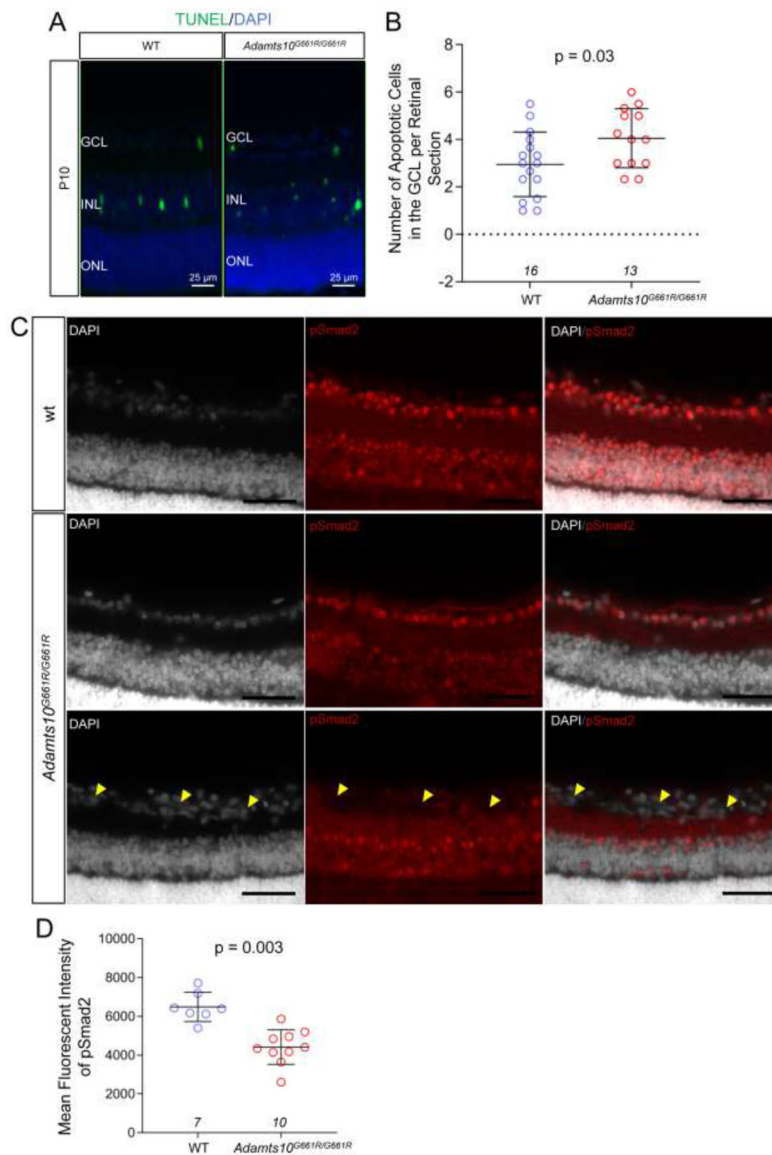 A
TUNEL/DAPI
WT
Adamts10G661R/G661R
P10
GCL
INL
ONL
25 µm
GCL
INL
ONL
25 µm
B
p = 0.03
Number of Apoptotic Cells
in the GCL per Retinal
Section
8
6
4
2
0
-2
16
13
WT
Adamts10G661R/G661R
C
wt
DAPI
pSmad2
DAPI/pSmad2
Adamts10G661R/G661R
DAPI
pSmad2
DAPI/pSmad2
DAPI
pSmad2
DAPI/pSmad2
D
p = 0.003
Mean Fluorescent Intensity
of pSmad2
10000
8000
6000
4000
2000
0
7
10
WT
Adamts10G661R/G661R